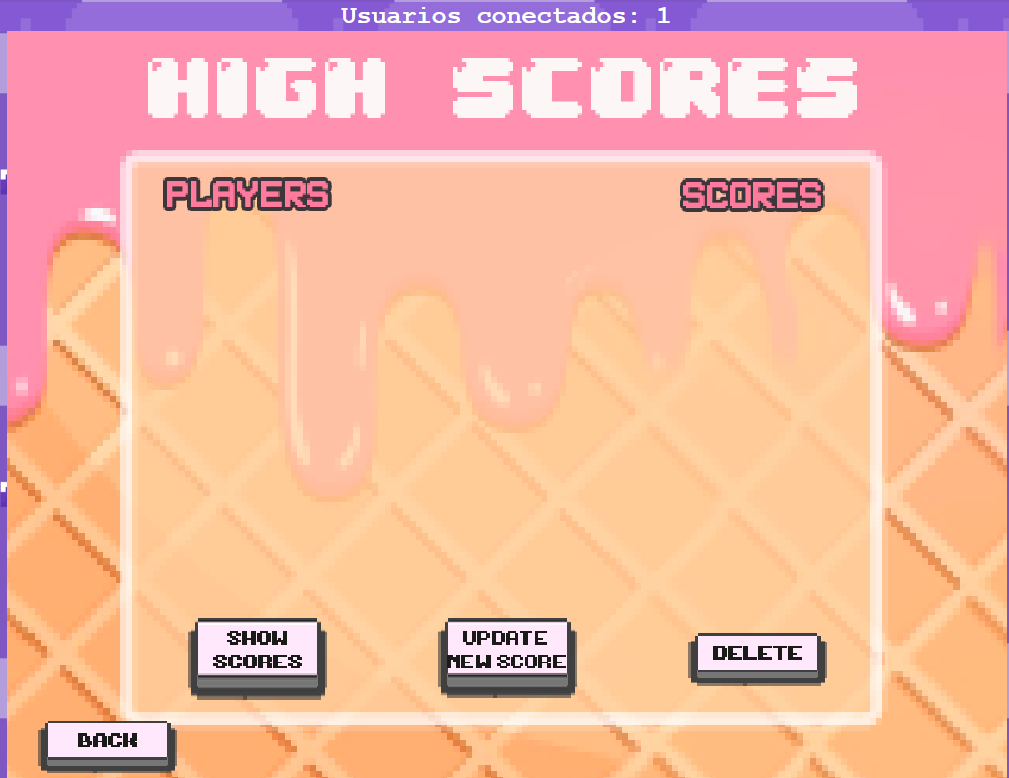 Usuarios conectados: 1
HIGH SCORES
PLAYERS
SCORES
SHOW
SCORES
UPDATE
NEW SCORE
DELETE
BACK